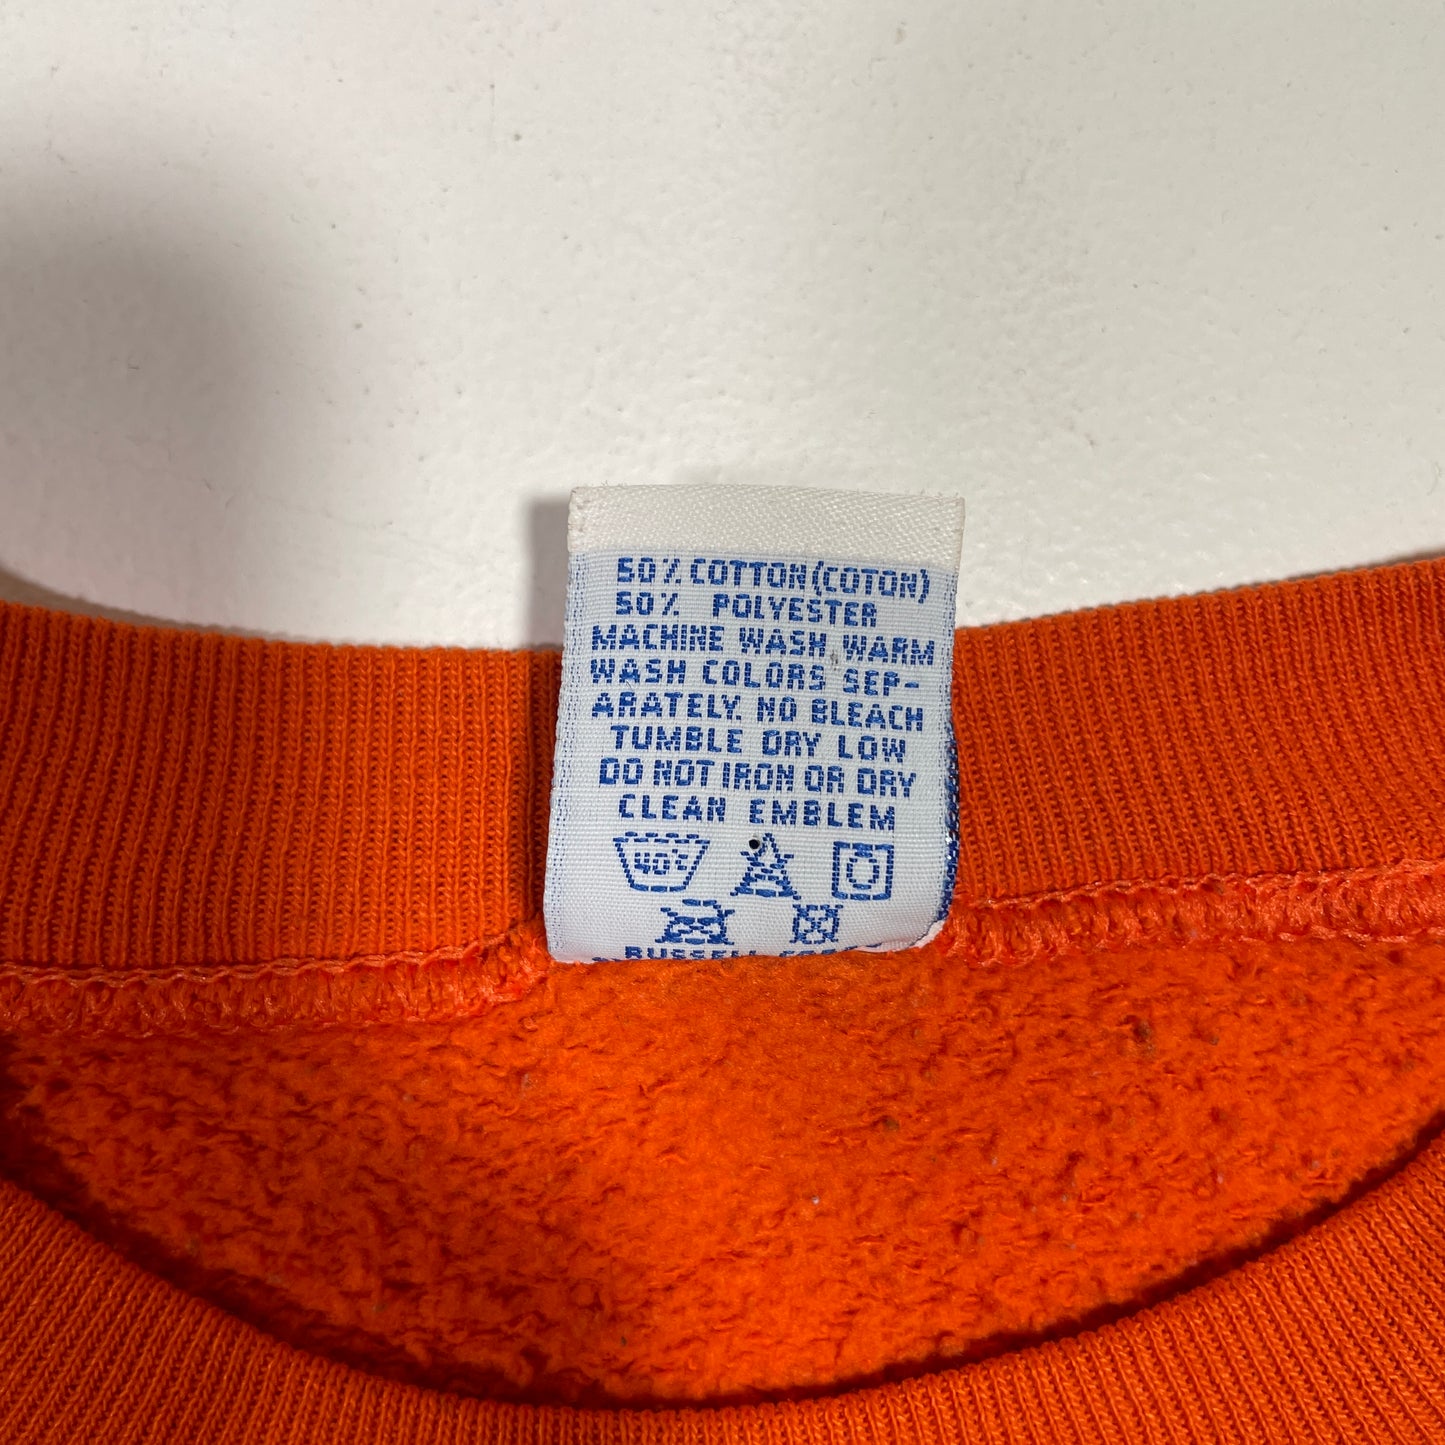 50% COTTON (COTON)
50% POLYESTER
MACHINE WASH WARM
WASH COLORS SEP-
ARATELY. NO BLEACH
TUMBLE DRY LOW
DO NOT IRON OR DRY
CLEAN EMBLEM
40°C
RUSSELL